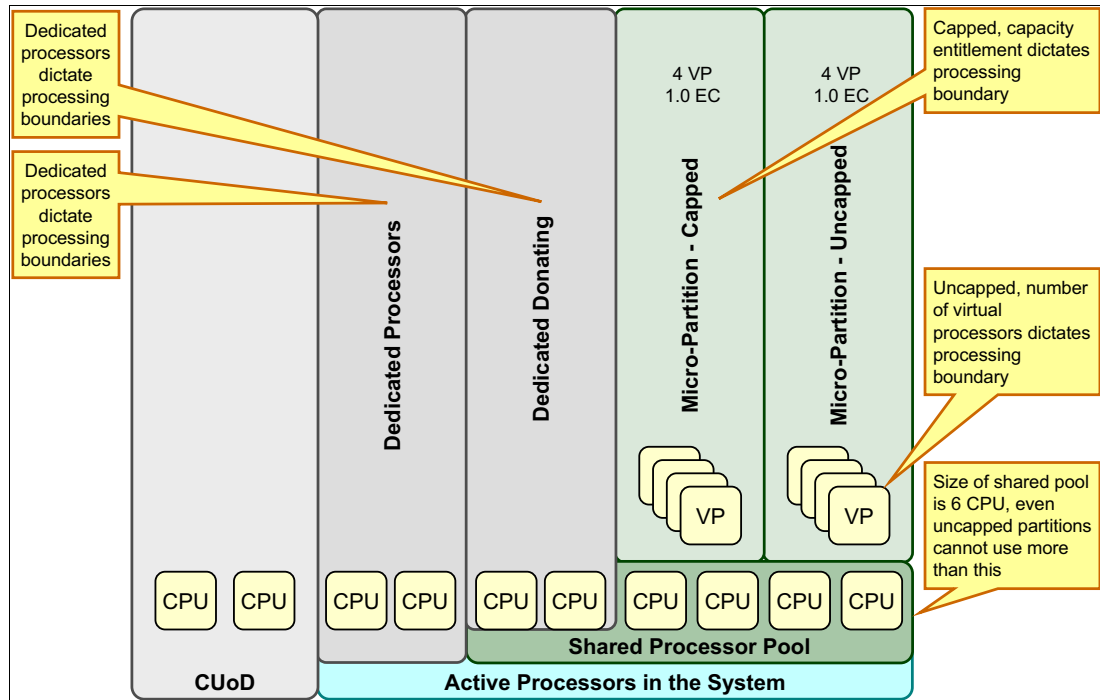 Dedicated
processors
dictate
processing
boundaries
Dedicated
processors
dictate
processing
boundaries
4 VP
1.0 EC
4 VP
1.0 EC
Capped, capacity
entitlement dictates
processing
boundary
Dedicated Processors
Dedicated Donating
Micro-Partition - Capped
Micro-Partition - Uncapped
Uncapped, number
of virtual
processors dictates
processing
boundary
VP
VP
Size of shared pool
is 6 CPU, even
uncapped partitions
cannot use more
than this
CPU CPU CPU CPU CPU CPU CPU CPU CPU CPU
Shared Processor Pool
CUoD
Active Processors in the System